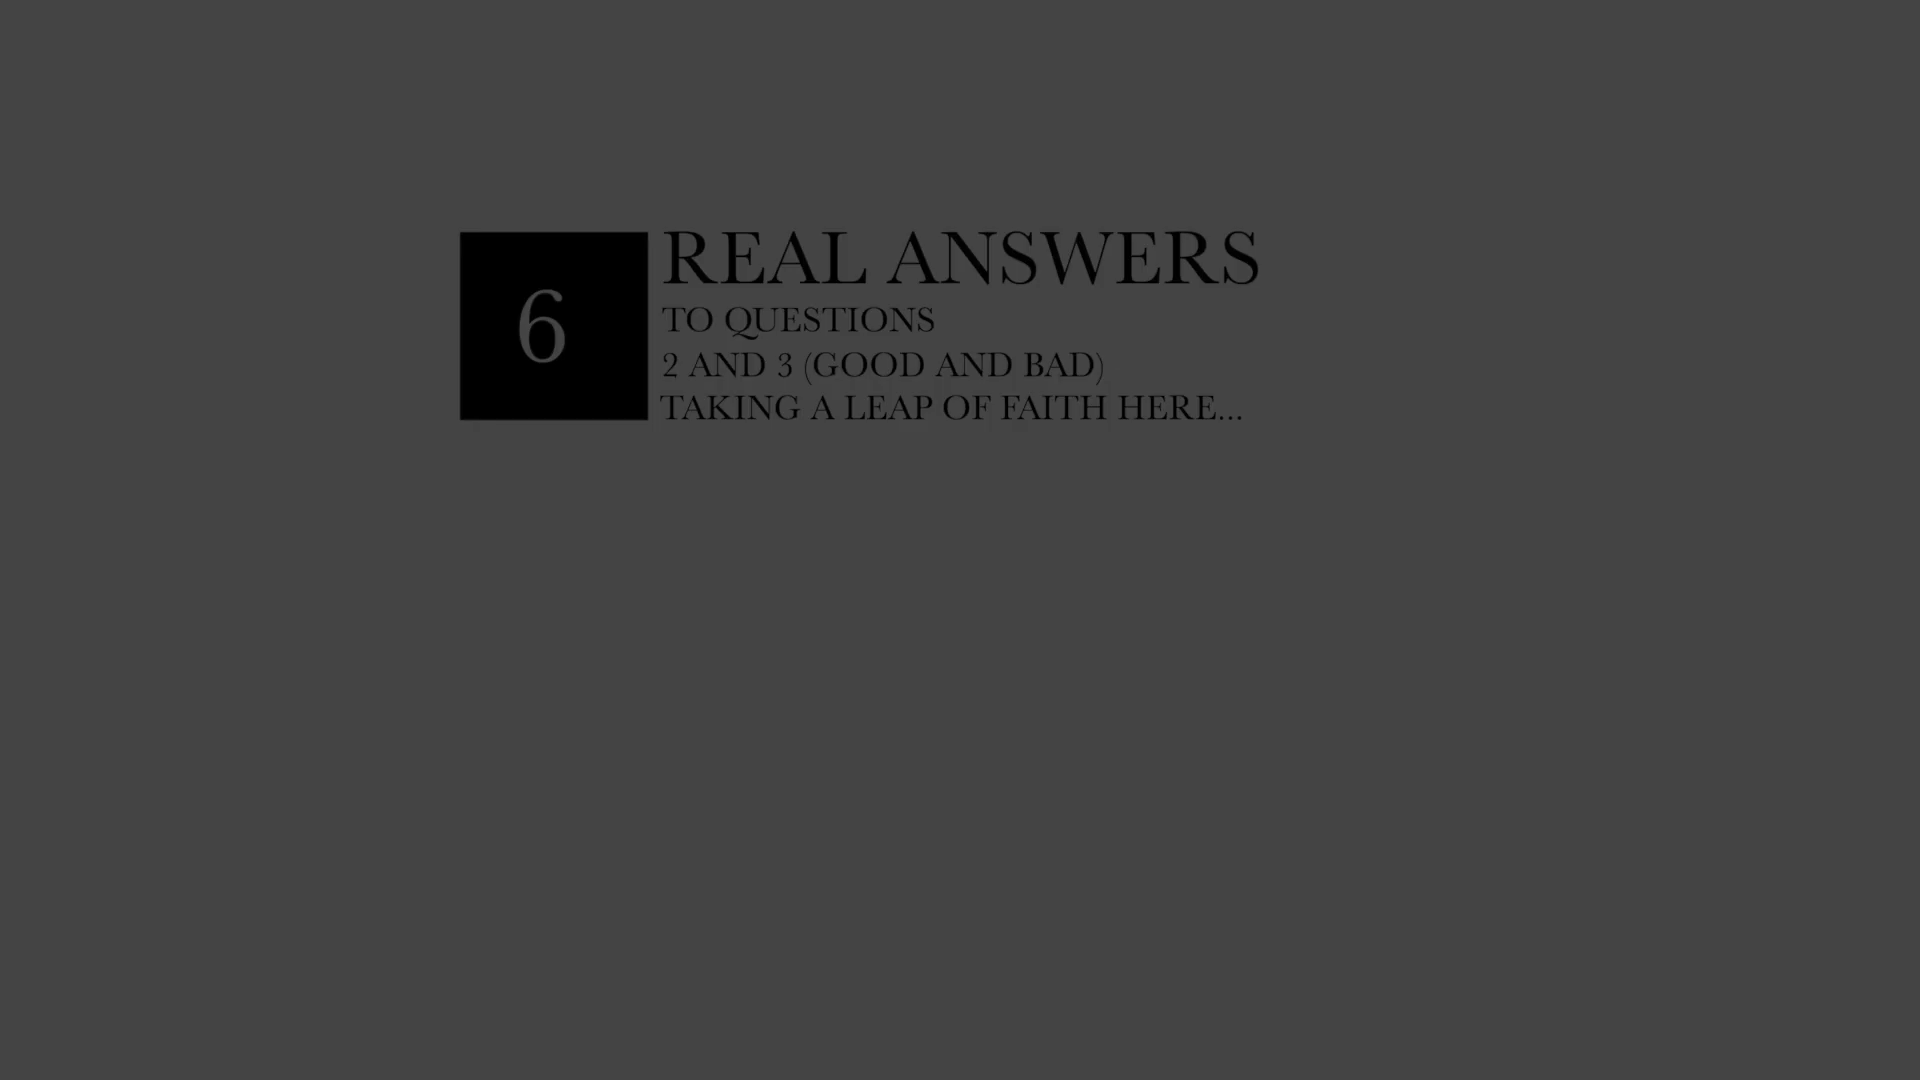 6
REAL ANSWERS
TO QUESTIONS
2 AND 3 (GOOD AND BAD)
TAKING A LEAP OF FAITH HERE...